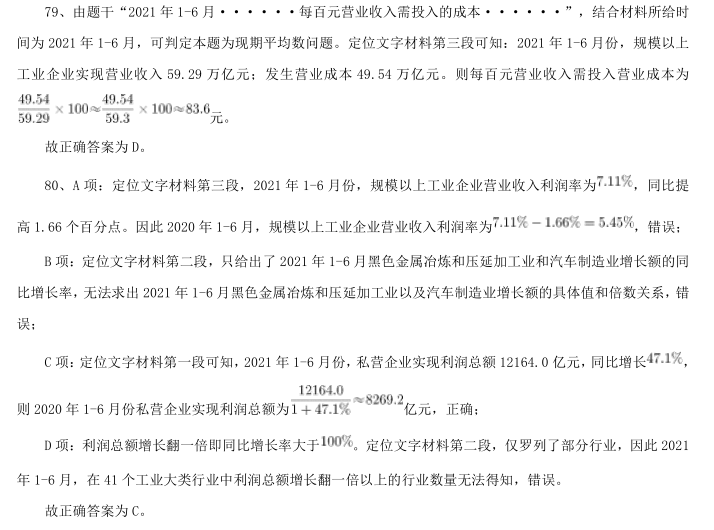 79、由题干“2021 年 1-6 月······每百元营业收入需投入的成本······”，结合材料所给时
间为 2021 年 1-6 月，可判定本题为现期平均数问题。定位文字材料第三段可知：2021 年 1-6 月份，规模以上
工业企业实现营业收入 59.29 万亿元；发生营业成本 49.54 万亿元。则每百元营业收入需投入营业成本为
49.54/59.29 × 100≈49.54/59.3 × 100≈83.6元。
故正确答案为 D。
80、A 项：定位文字材料第三段，2021 年 1-6 月份，规模以上工业企业营业收入利润率为7.11%，同比提
高 1.66 个百分点。因此 2020 年 1-6 月，规模以上工业企业营业收入利润率为7.11% − 1.66% = 5.45%，错误；
B 项：定位文字材料第二段，只给出了 2021 年 1-6 月黑色金属冶炼和压延加工业和汽车制造业增长额的同
比增长率，无法求出 2021 年 1-6 月黑色金属冶炼和压延加工业以及汽车制造业增长额的具体值和倍数关系，错
误；
C 项：定位文字材料第一段可知，2021 年 1-6 月份，私营企业实现利润总额 12164.0 亿元，同比增长47.1%，
则 2020 年 1-6 月份私营企业实现利润总额为12164.0/1 + 47.1%≈8269.2亿元，正确；
D 项：利润总额增长翻一倍即同比增长率大于100%。定位文字材料第二段，仅罗列了部分行业，因此 2021
年 1-6 月，在 41 个工业大类行业中利润总额增长翻一倍以上的行业数量无法得知，错误。
故正确答案为 C。